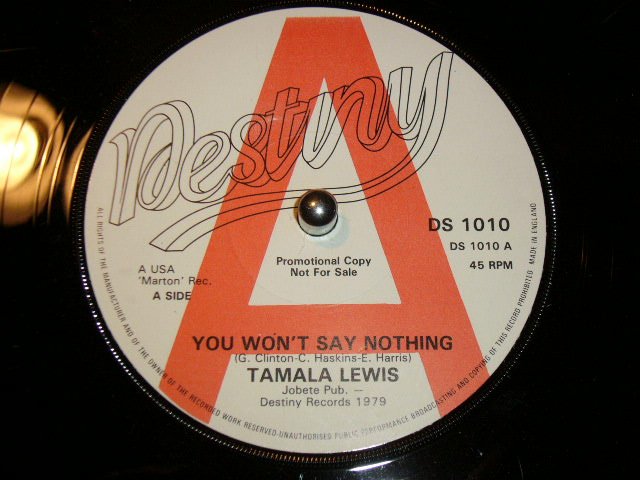 Destiny
A
DS 1010
DS 1010 A
45 RPM
A USA
'Marton' Rec.
A SIDE
Promotional Copy
Not For Sale
YOU WON'T SAY NOTHING
(G. Clinton-C. Haskins-E. Harris)
TAMALA LEWIS
Jobete Pub. –
Destiny Records 1979
ALL RIGHTS OF THE MANUFACTURER AND OF THE OWNER OF THE RECORDED WORK RESERVED-UNAUTHORISED PUBLIC PERFORMANCE BROADCASTING AND COPYING OF THIS RECORD PROHIBITED MADE IN ENGLAND